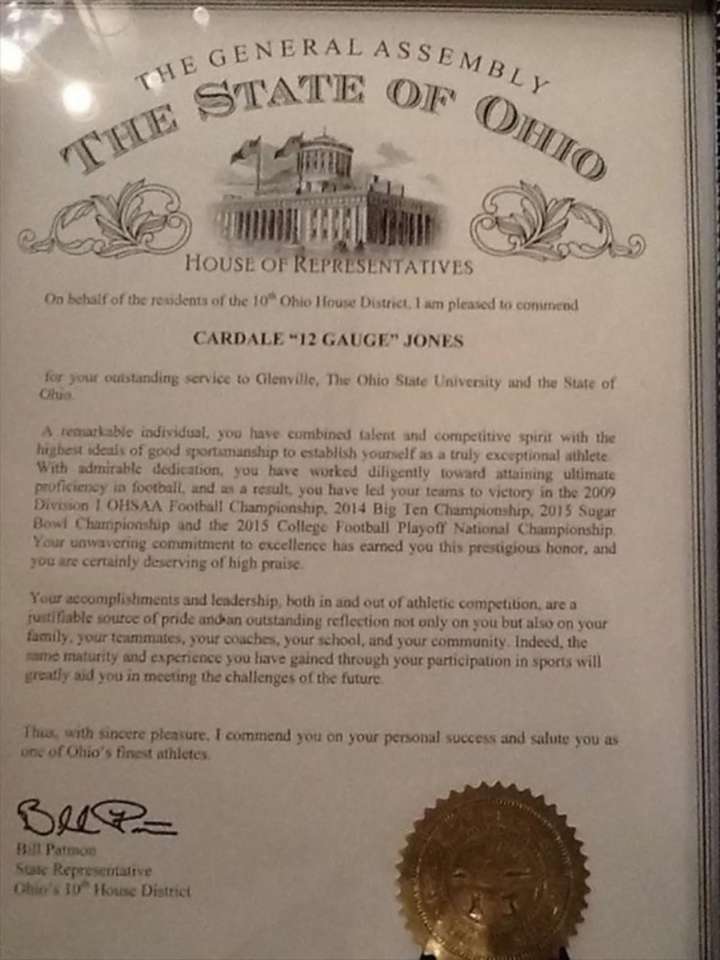 THE GENERAL ASSEMBLY
THE STATE OF OHIO
HOUSE OF REPRESENTATIVES
On behalf of the residents of the 10th Ohio House District, I am pleased to commend
CARDALE "12 GAUGE" JONES
for your outstanding service to Glenville, The Ohio State University and the State of
Ohio.
A remarkable individual, you have combined talent and competitive spirit with the
highest ideals of good sportsmanship to establish yourself as a truly exceptional athlete.
With admirable dedication, you have worked diligently toward attaining ultimate
proficiency in football, and as a result, you have led your teams to victory in the 2009
Division I OHSAA Football Championship, 2014 Big Ten Championship, 2015 Sugar
Bowl Championship and the 2015 College Football Playoff National Championship.
Your unwavering commitment to excellence has earned you this prestigious honor, and
you are certainly deserving of high praise.
Your accomplishments and leadership, both in and out of athletic competition, are a
justifiable source of pride and an outstanding reflection not only on you but also on your
family, your teammates, your coaches, your school, and your community. Indeed, the
same maturity and experience you have gained through your participation in sports will
greatly aid you in meeting the challenges of the future.
Thus, with sincere pleasure, I commend you on your personal success and salute you as
one of Ohio's finest athletes.
Bill Patmon
State Representative
Ohio's 10th House District